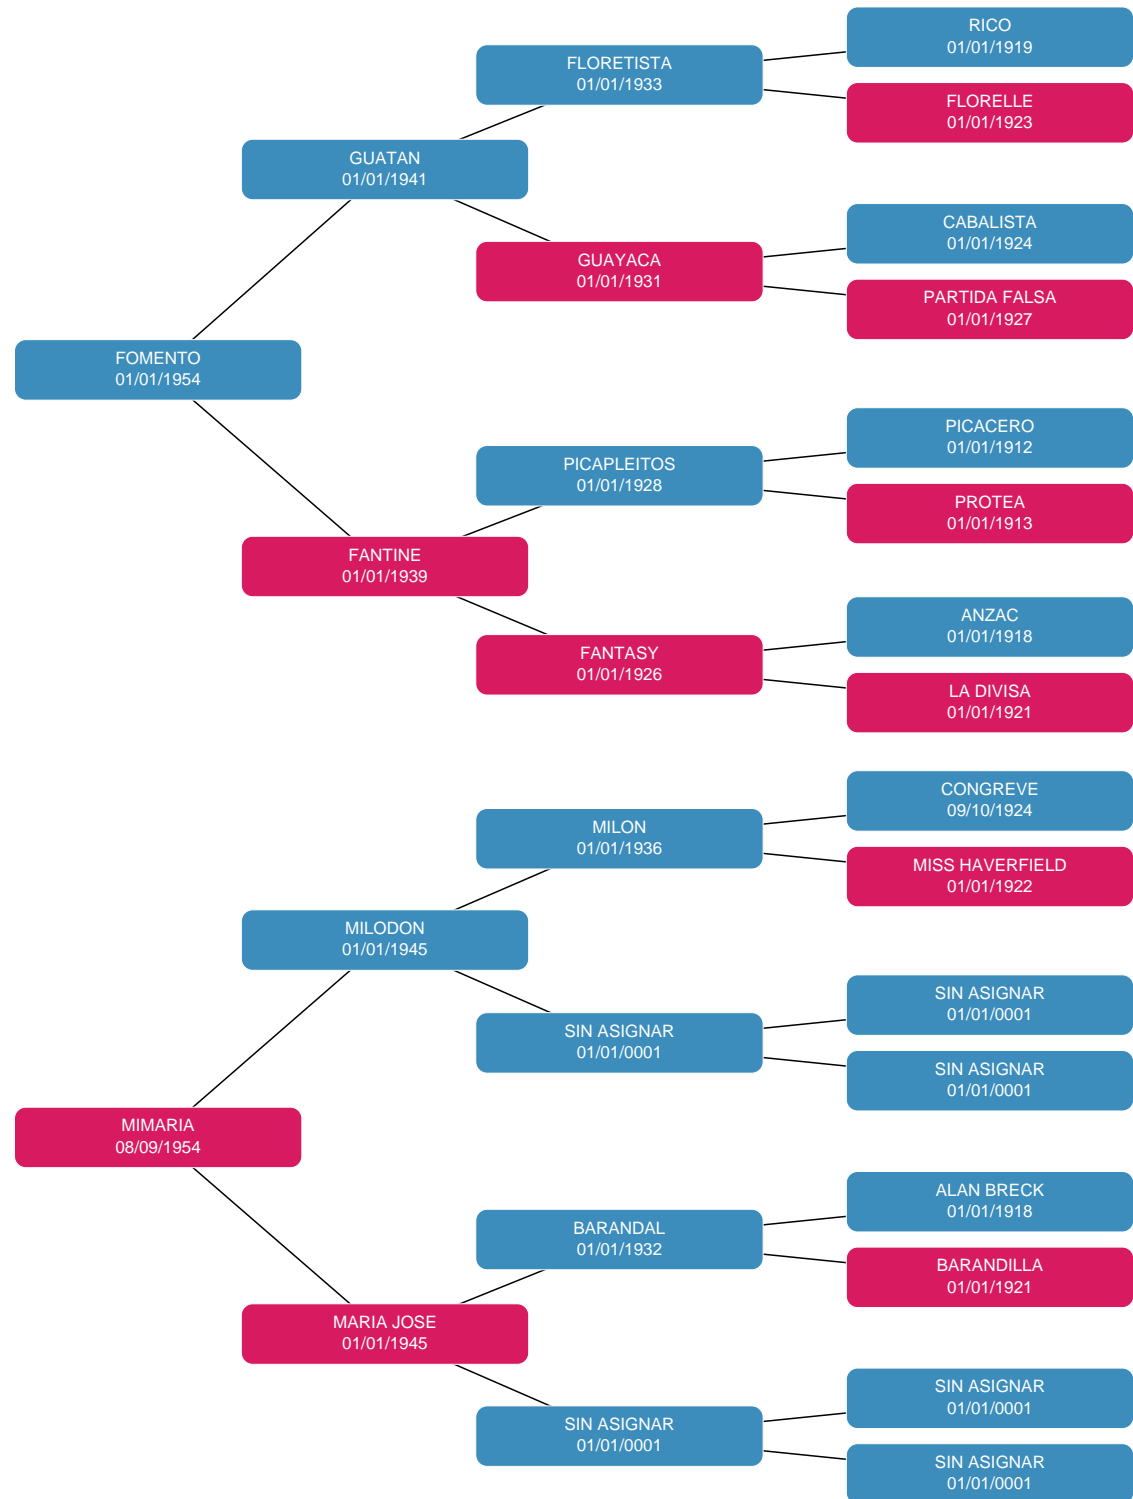 RICO
01/01/1919
FLORETISTA
01/01/1933
FLORELLE
01/01/1923
GUATAN
01/01/1941
CABALISTA
01/01/1924
GUAYACA
01/01/1931
PARTIDA FALSA
01/01/1927
FOMENTO
01/01/1954
PICACERO
01/01/1912
PICAPLEITOS
01/01/1928
PROTEA
01/01/1913
FANTINE
01/01/1939
ANZAC
01/01/1918
FANTASY
01/01/1926
LA DIVISA
01/01/1921
CONGREVE
09/10/1924
MILON
01/01/1936
MISS HAVERFIELD
01/01/1922
MILODON
01/01/1945
SIN ASIGNAR
01/01/0001
SIN ASIGNAR
01/01/0001
SIN ASIGNAR
01/01/0001
MIMARIA
08/09/1954
ALAN BRECK
01/01/1918
BARANDAL
01/01/1932
BARANDILLA
01/01/1921
MARIA JOSE
01/01/1945
SIN ASIGNAR
01/01/0001
SIN ASIGNAR
01/01/0001
SIN ASIGNAR
01/01/0001